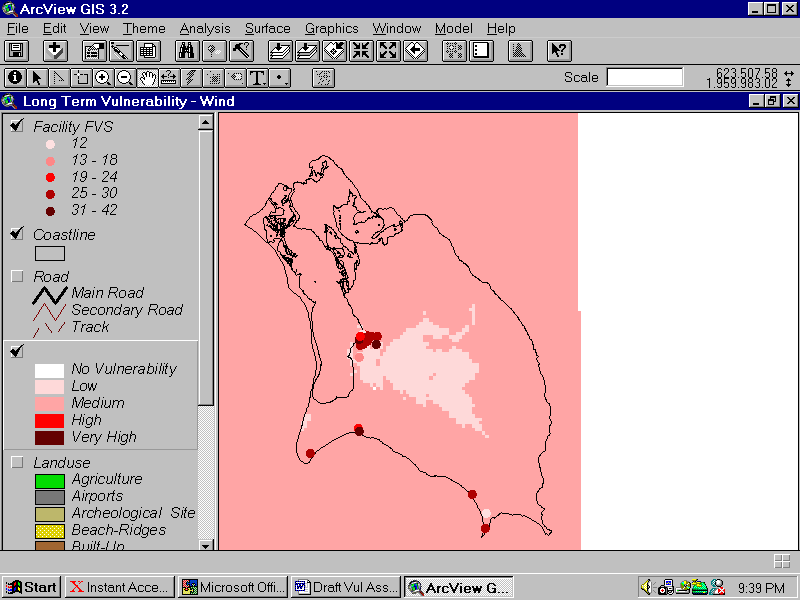 ArcView GIS 3.2
File Edit View Theme Analysis Surface Graphics Window Model Help
Scale
623,507.58
1,959,983.02
Long Term Vulnerability - Wind
Facility FVS
12
13 - 18
19 - 24
25 - 30
31 - 42
Coastline
Road
Main Road
Secondary Road
Track
No Vulnerability
Low
Medium
High
Very High
Landuse
Agriculture
Airports
Archeological Site
Beach-Ridges
Built-Up
Start Instant Acce... Microsoft Offi... Draft Vul Ass... ArcView G... 9:39 PM